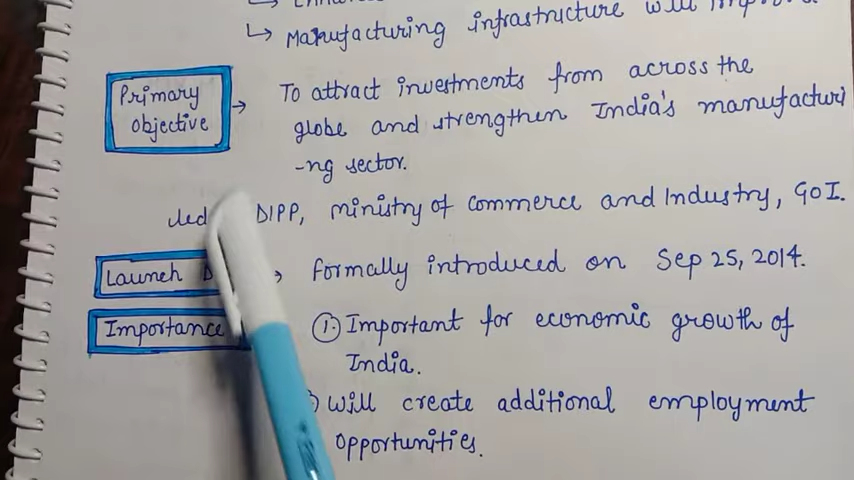 ↳ Manufacturing infrastructure will
Primary objective → To attract investments from across the
globe and strengthen India's manufacturi
-ng sector.
led DIPP, ministry of commerce and Industry, GoI.
Launch → formally introduced on Sep 25, 2014.
Importance ① Important for economic growth of
India.
will create additional employment
opportunities.